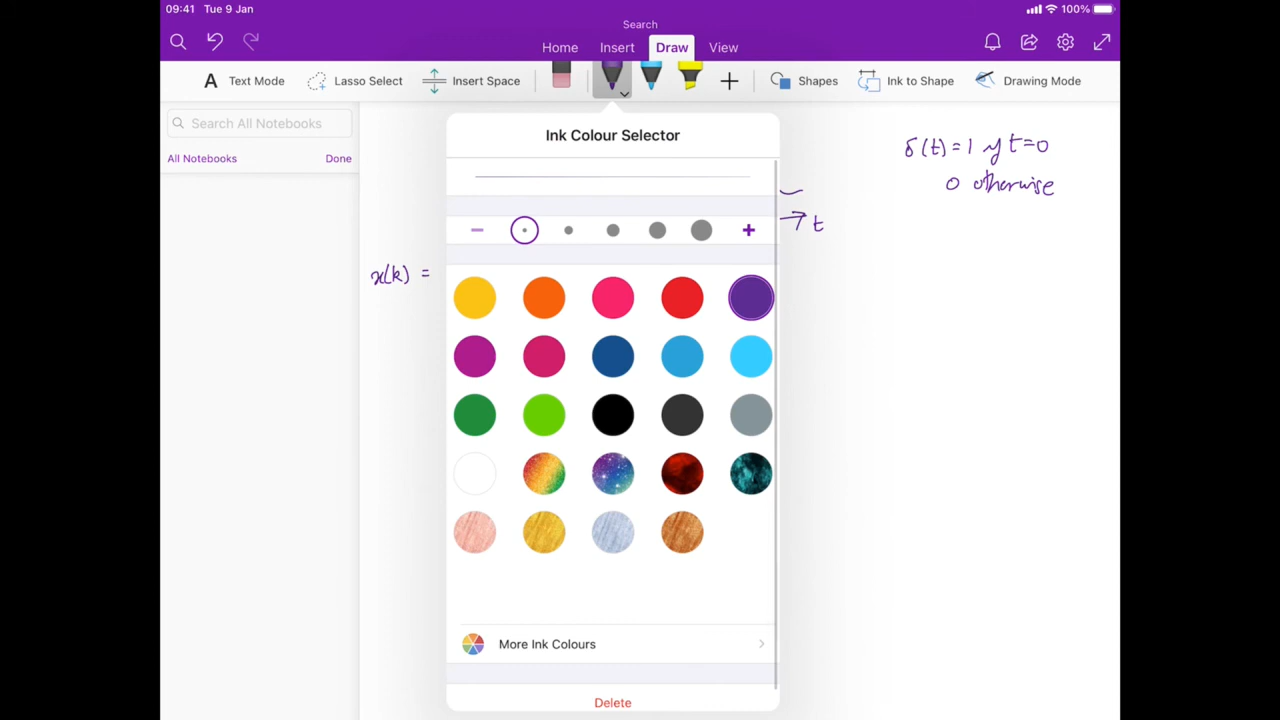 09:41 Tue 9 Jan
100%
Search
Home Insert Draw View
A Text Mode Lasso Select Insert Space Shapes Ink to Shape Drawing Mode
Search All Notebooks
All Notebooks Done
Ink Colour Selector
δ(t)=1 if t=0
0 otherwise
→ t
x(k) =
More Ink Colours
Delete